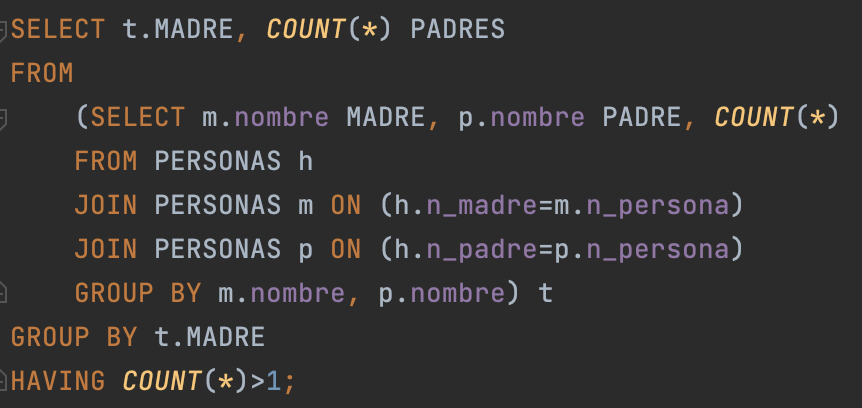 SELECT t.MADRE, COUNT(*) PADRES
FROM
    (SELECT m.nombre MADRE, p.nombre PADRE, COUNT(*)
    FROM PERSONAS h
    JOIN PERSONAS m ON (h.n_madre=m.n_persona)
    JOIN PERSONAS p ON (h.n_padre=p.n_persona)
    GROUP BY m.nombre, p.nombre) t
GROUP BY t.MADRE
HAVING COUNT(*)>1;